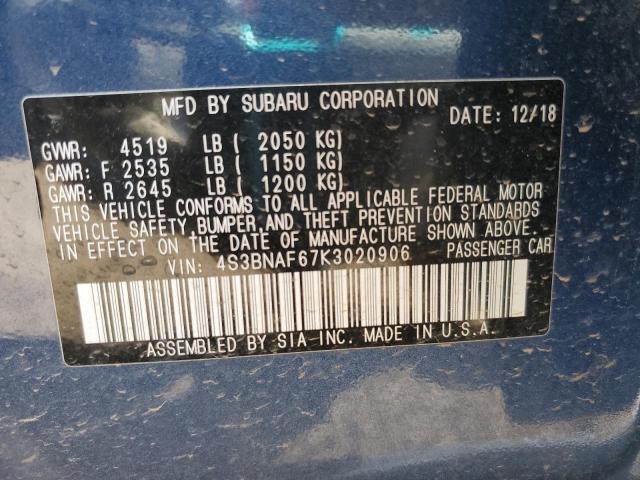 MFD BY SUBARU CORPORATION
DATE: 12/18
GVWR: 4519 LB ( 2050 KG)
GAWR: F 2535 LB ( 1150 KG)
GAWR: R 2645 LB ( 1200 KG)
THIS VEHICLE CONFORMS TO ALL APPLICABLE FEDERAL MOTOR
VEHICLE SAFETY, BUMPER, AND THEFT PREVENTION STANDARDS
IN EFFECT ON THE DATE OF MANUFACTURE SHOWN ABOVE.
VIN: 4S3BNAF67K3020906 PASSENGER CAR
ASSEMBLED BY SIA INC. MADE IN U.S.A.